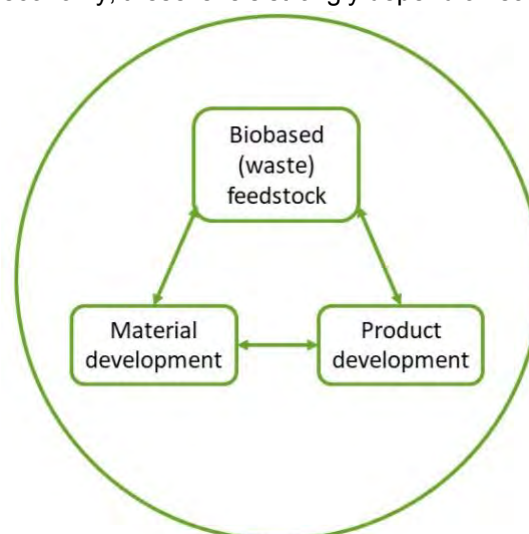 Biobased
(waste)
feedstock
Material
development
Product
development